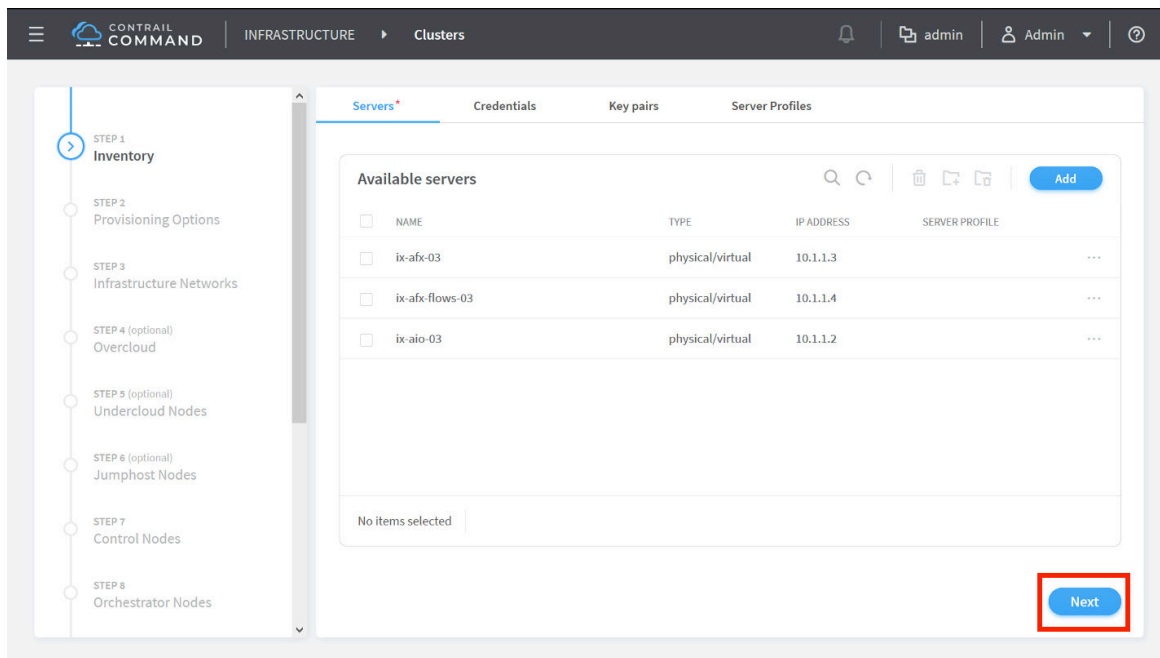 CONTRAIL
COMMAND
INFRASTRUCTURE
Clusters
admin
Admin
STEP 1
Inventory
STEP 2
Provisioning Options
STEP 3
Infrastructure Networks
STEP 4 (optional)
Overcloud
STEP 5 (optional)
Undercloud Nodes
STEP 6 (optional)
Jumphost Nodes
STEP 7
Control Nodes
STEP 8
Orchestrator Nodes
Servers* Credentials Key pairs Server Profiles
Available servers
Add
NAME TYPE IP ADDRESS SERVER PROFILE
ix-afx-03 physical/virtual 10.1.1.3
ix-afx-flows-03 physical/virtual 10.1.1.4
ix-aio-03 physical/virtual 10.1.1.2
No items selected
Next